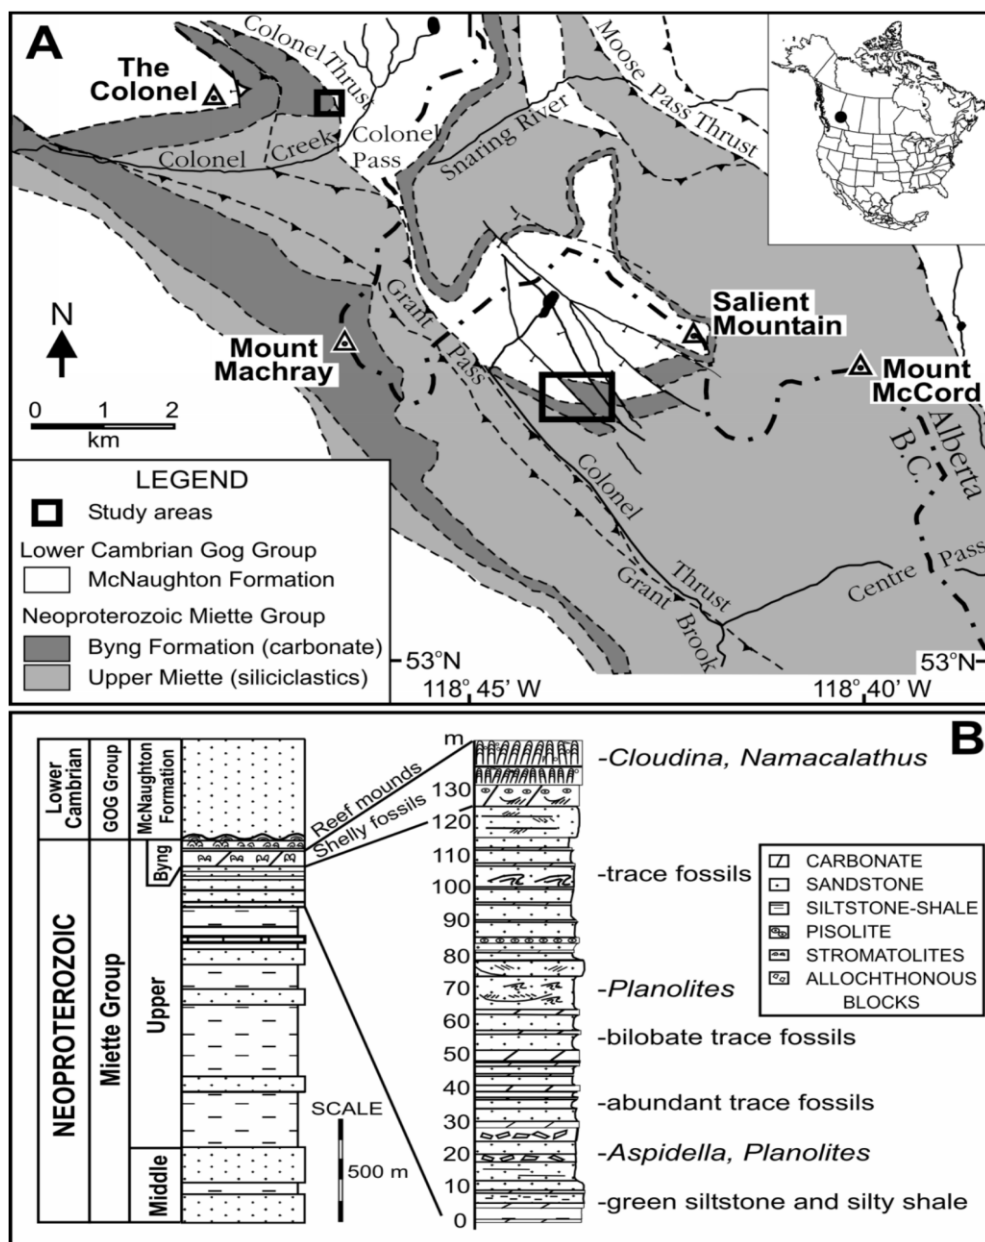 A
The
Colonel
Colonel Thrust
Colonel
Creek
Colonel
Pass
Snaring River
Moose
Pass Thrust
N
Mount
Machray
Grant
Pass
Salient
Mountain
Mount
McCord
0 1 2
km
Colonel
Thrust
Grant
Brook
Alberta
B.C.
Centre Pass
LEGEND
Study areas
Lower Cambrian Gog Group
McNaughton Formation
Neoproterozoic Miette Group
Byng Formation (carbonate)
Upper Miette (siliciclastics)
53°N
53°N
118° 45' W
118° 40' W
B
Lower
Cambrian
GOG Group
McNaughton
Formation
NEOPROTEROZOIC
Miette Group
Byng
Upper
Middle
Reef mounds
Shelly fossils
SCALE
500 m
m
130
120
110
100
90
80
70
60
50
40
30
20
10
0
-Cloudina, Namacalathus
-trace fossils
-Planolites
-bilobate trace fossils
-abundant trace fossils
-Aspidella, Planolites
-green siltstone and silty shale
CARBONATE
SANDSTONE
SILTSTONE-SHALE
PISOLITE
STROMATOLITES
ALLOCHTHONOUS
BLOCKS